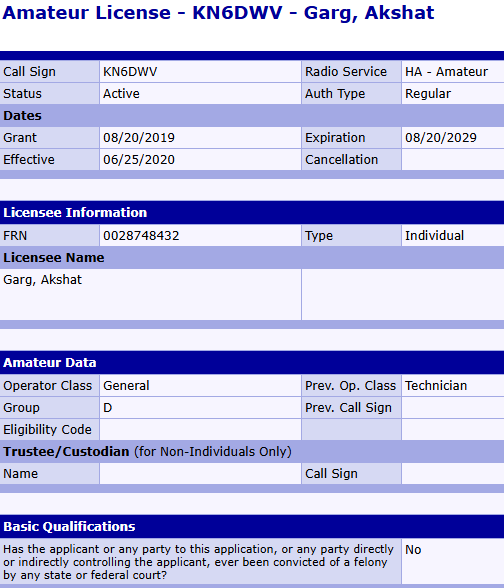 Amateur License - KN6DWV - Garg, Akshat
Call Sign KN6DWV Radio Service HA - Amateur
Status Active Auth Type Regular
Dates
Grant 08/20/2019 Expiration 08/20/2029
Effective 06/25/2020 Cancellation
Licensee Information
FRN 0028748432 Type Individual
Licensee Name
Garg, Akshat
Amateur Data
Operator Class General Prev. Op. Class Technician
Group D Prev. Call Sign
Eligibility Code
Trustee/Custodian (for Non-Individuals Only)
Name Call Sign
Basic Qualifications
Has the applicant or any party to this application, or any party directly No
or indirectly controlling the applicant, ever been convicted of a felony
by any state or federal court?